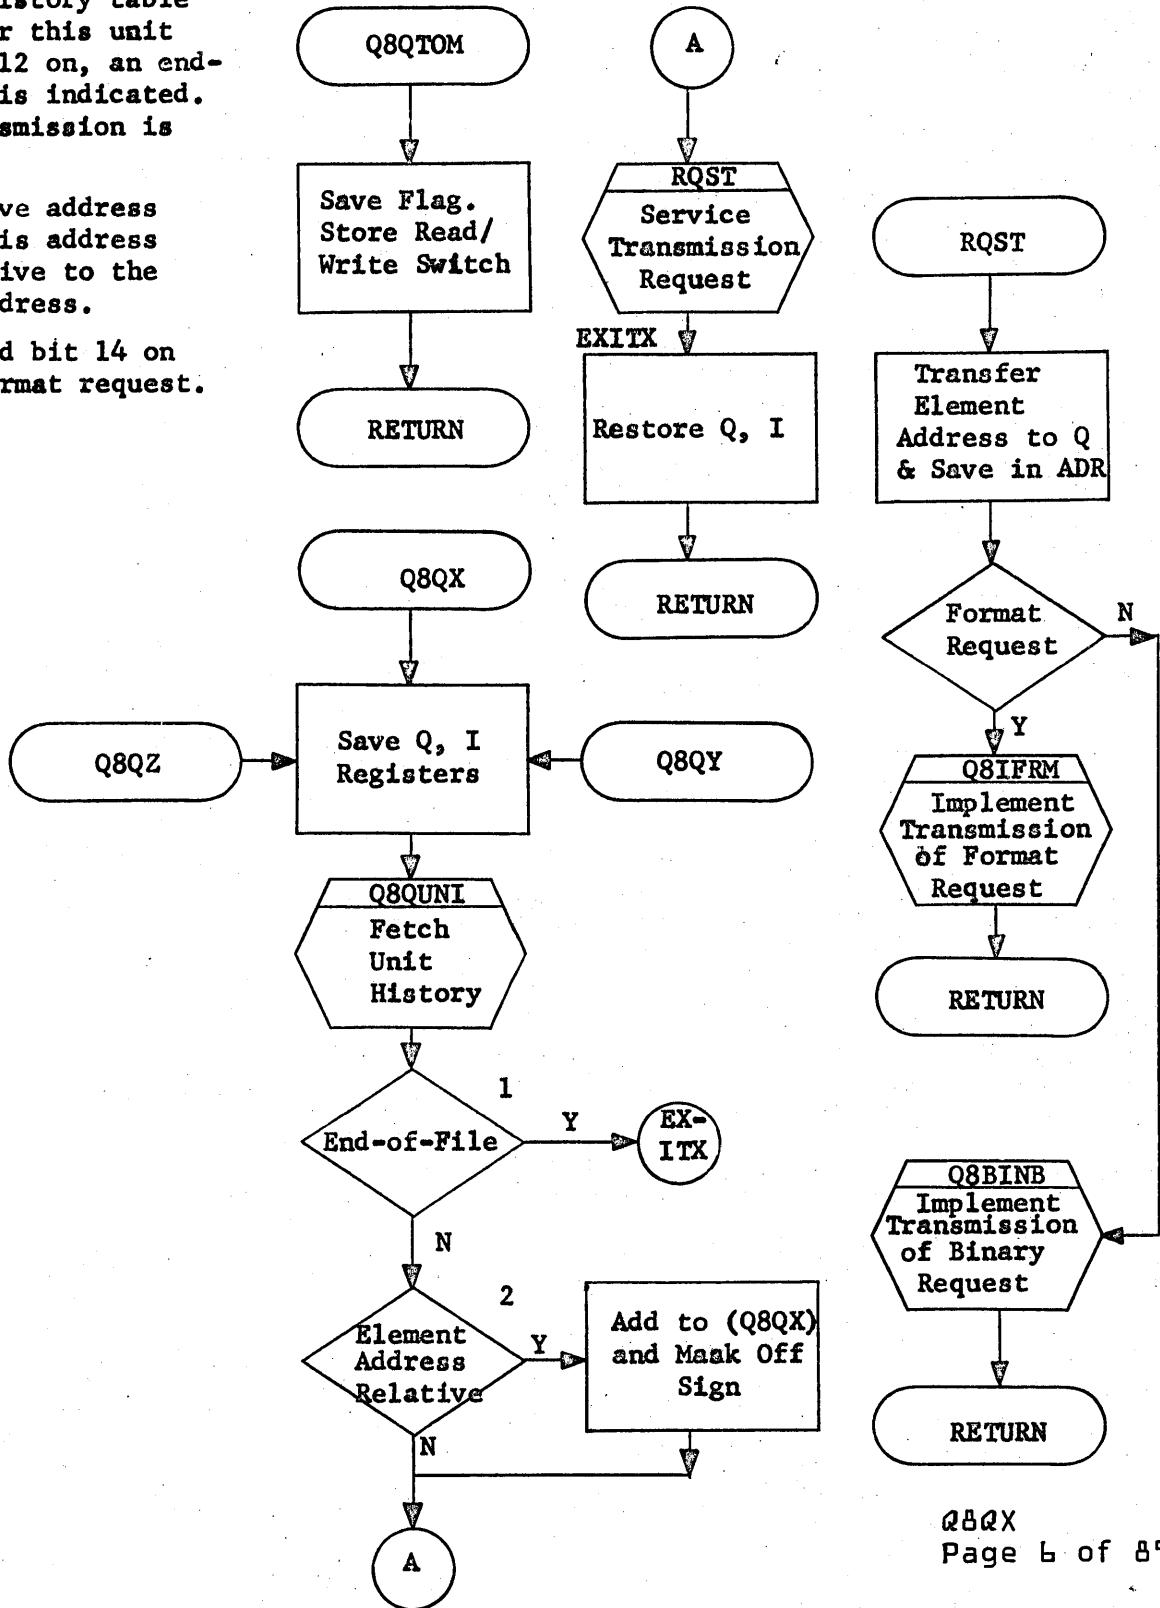 istory table
r this unit
12 on, an end-
is indicated.
smission is
ve address
is address
ive to the
dress.
d bit 14 on
rmat request.
Q8QTOM
Save Flag.
Store Read/
Write Switch
RETURN
Q8QX
Q8QZ
Save Q, I
Registers
Q8QY
Q8QUNI
Fetch
Unit
History
1
End-of-File
Y
EX-
ITX
N
2
Element
Address
Relative
Y
Add to (Q8QX)
and Mask Off
Sign
N
A
A
RQST
Service
Transmission
Request
EXITX
Restore Q, I
RETURN
RQST
Transfer
Element
Address to Q
& Save in ADR
Format
Request
N
Y
Q8IFRM
Implement
Transmission
of Format
Request
RETURN
Q8BINB
Implement
Transmission
of Binary
Request
RETURN
Q8QX
Page 6 of